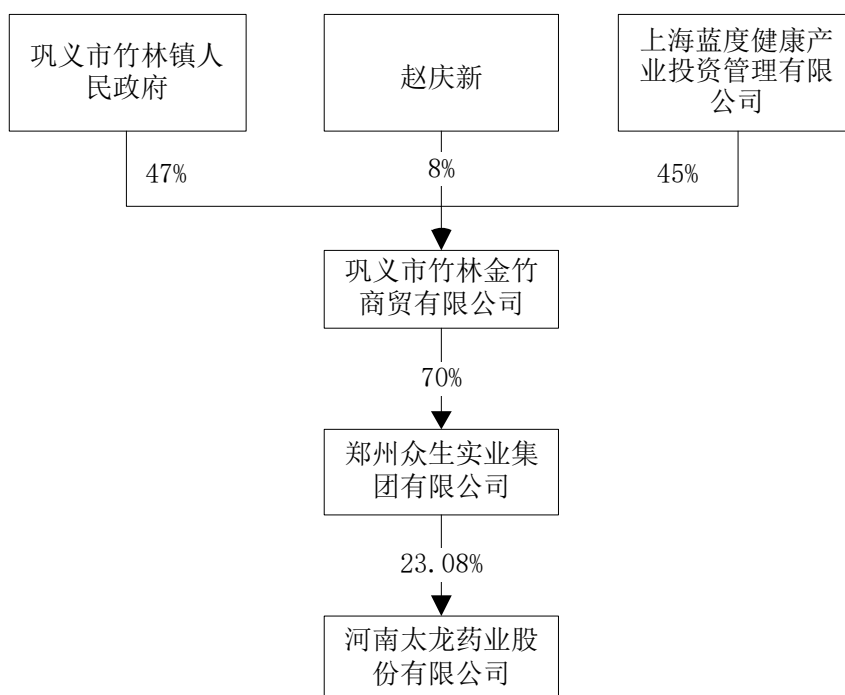 巩义市竹林镇人
民政府
赵庆新
上海蓝度健康产
业投资管理有限
公司
47%
8%
45%
巩义市竹林金竹
商贸有限公司
70%
郑州众生实业集
团有限公司
23.08%
河南太龙药业股
份有限公司